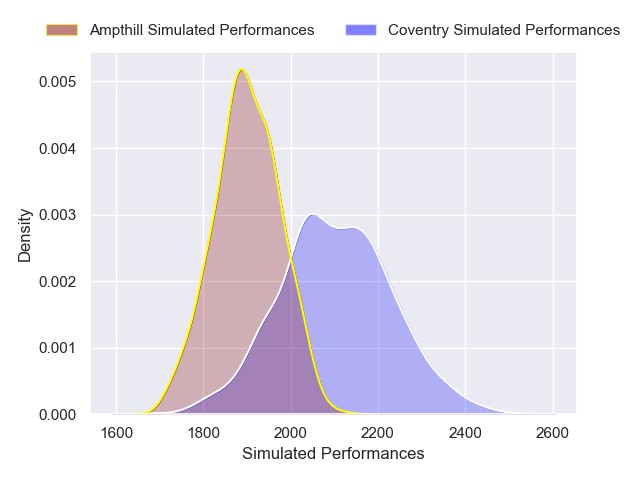 Ampthill Simulated Performances Coventry Simulated Performances
0.005
0.004
0.003
0.002
0.001
0.000
Density
1600 1800 2000 2200 2400 2600
Simulated Performances